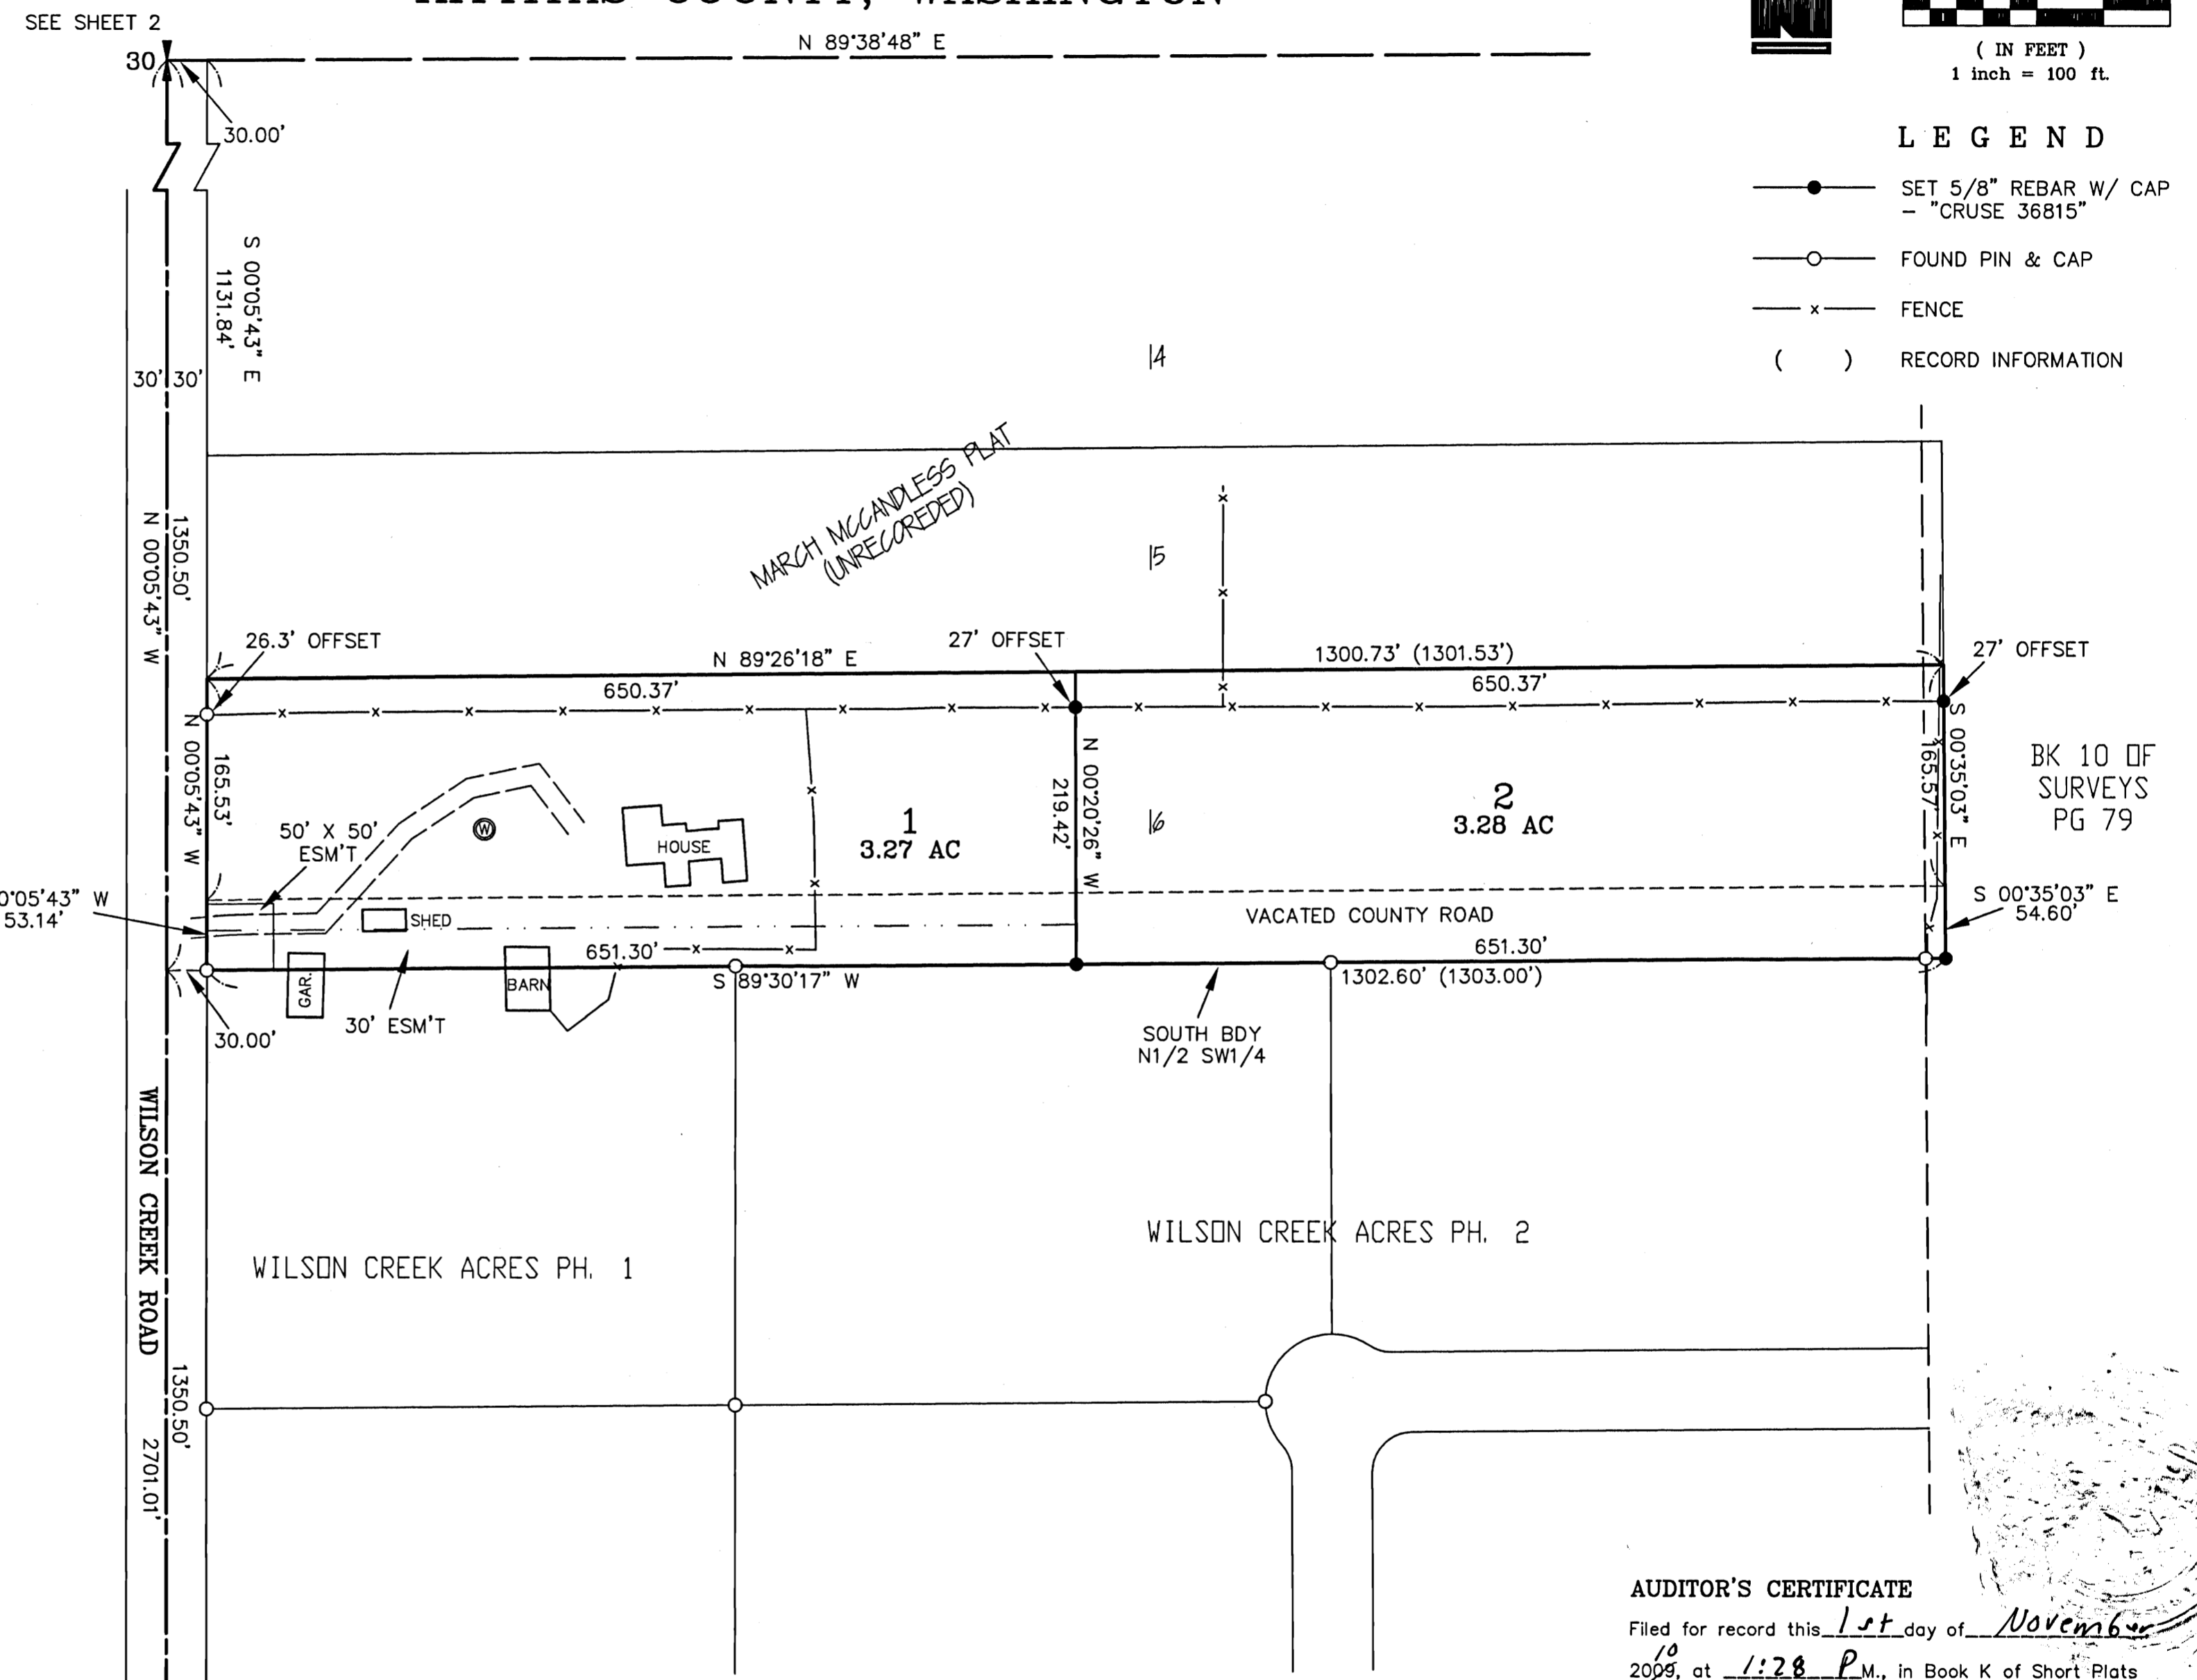 KITTITAS COUNTY, WASHINGTON
SEE SHEET 2
30
N 89°38'48" E
30.00'
( IN FEET )
1 inch = 100 ft.
LEGEND
SET 5/8" REBAR W/ CAP
- "CRUSE 36815"
FOUND PIN & CAP
x FENCE
( ) RECORD INFORMATION
S 00°05'43" E
1131.84'
30' 30'
14
MARCH MCCANDLESS PLAT
(UNRECOREDED)
15
1350.50'
N 00°05'43" W
26.3' OFFSET
N 89°26'18" E
27' OFFSET
1300.73' (1301.53')
27' OFFSET
650.37'
650.37'
N 00°05'43" W
165.53'
50' X 50'
ESM'T
W
HOUSE
1
3.27 AC
N 00°20'26" W
219.42'
16
2
3.28 AC
165.57'
S 00°35'03" E
BK 10 OF
SURVEYS
PG 79
0°05'43" W
53.14'
SHED
VACATED COUNTY ROAD
S 00°35'03" E
54.60'
651.30'
651.30'
GAR.
BARN
S 89°30'17" W
1302.60' (1303.00')
30.00'
30' ESM'T
SOUTH BDY
N1/2 SW1/4
WILSON CREEK ROAD
WILSON CREEK ACRES PH. 1
WILSON CREEK ACRES PH. 2
1350.50'
2701.01'
AUDITOR'S CERTIFICATE
Filed for record this 1st day of November
10
2009, at 1:28 P M., in Book K of Short Plats